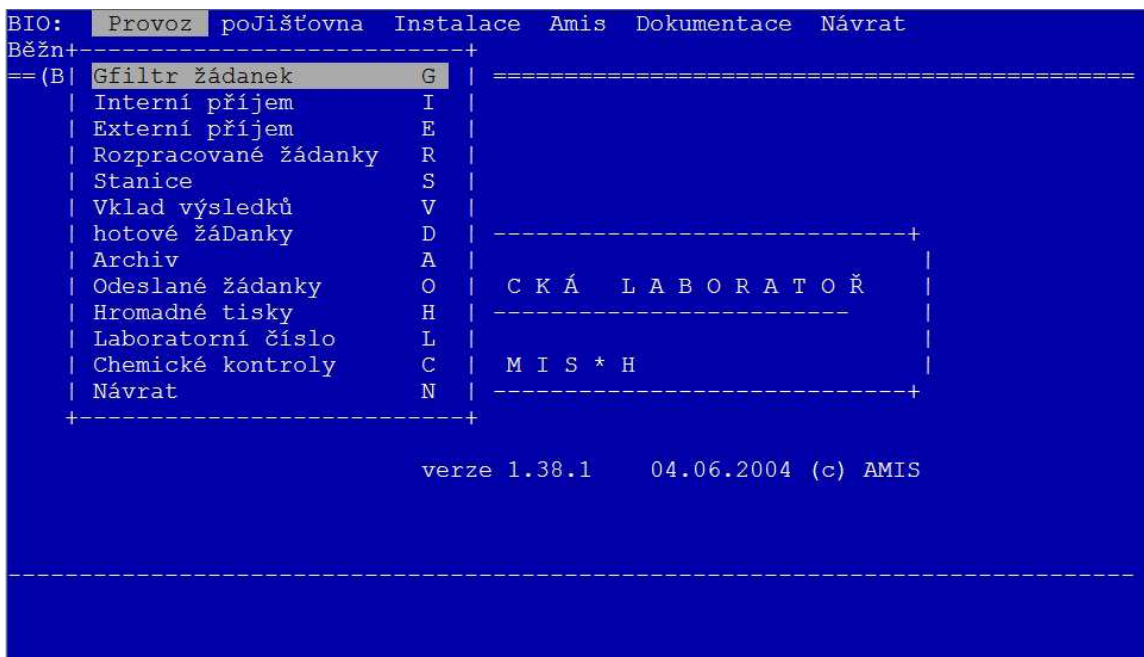 BIO: Provoz poJišťovna Instalace Amis Dokumentace Návrat
Běžn+---------------------------+
==(B| Gfiltr žádanek G | =============================================
| Interní příjem I |
| Externí příjem E |
| Rozpracované žádanky R |
| Stanice S |
| Vklad výsledků V |
| hotové žáDanky D | -----------------------------+
| Archiv A | |
| Odeslané žádanky O | C K Á L A B O R A T O Ř |
| Hromadné tisky H | ------------------------- |
| Laboratorní číslo L | |
| Chemické kontroly C | M I S * H |
| Návrat N | -----------------------------+
+---------------------------+
verze 1.38.1 04.06.2004 (c) AMIS
-------------------------------------------------------------------------------